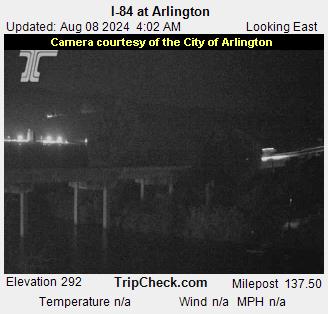 I-84 at Arlington
Updated: Aug 08 2024 4:02 AM Looking East
Camera courtesy of the City of Arlington
Elevation 292 TripCheck.com Milepost 137.50
Temperature n/a Wind n/a MPH n/a